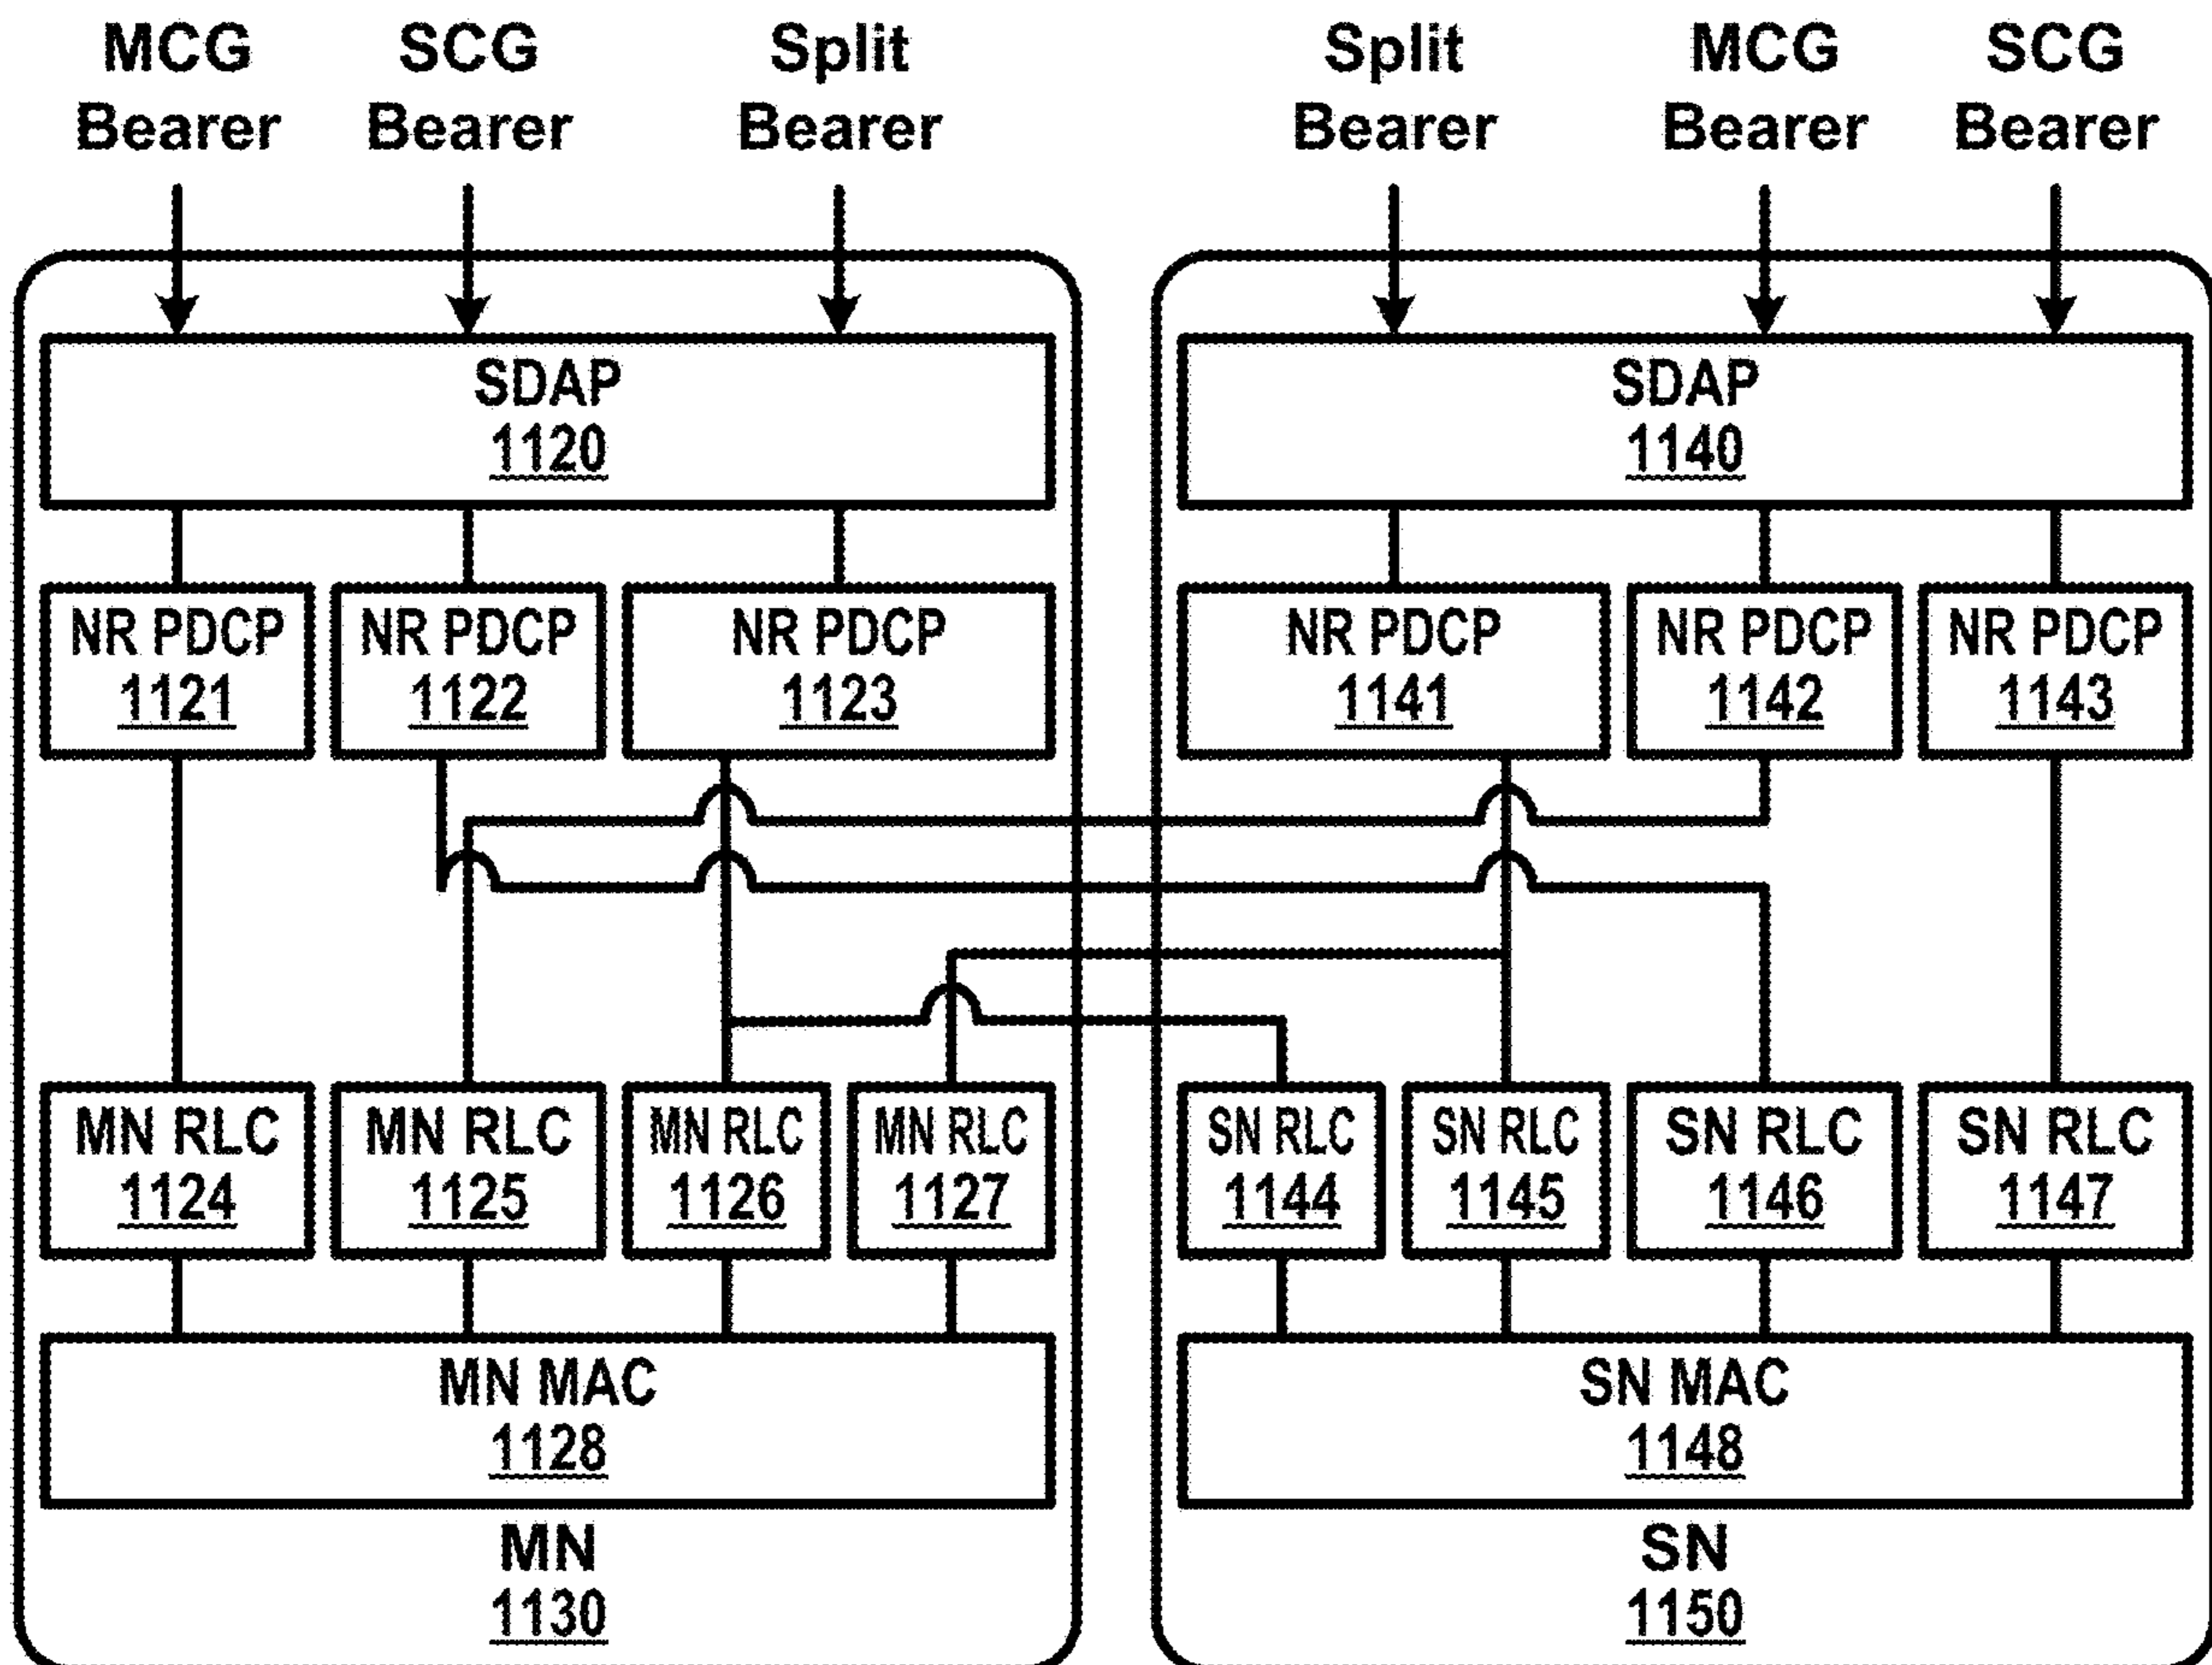 MCG
Bearer
SCG
Bearer
Split
Bearer
Split
Bearer
MCG
Bearer
SCG
Bearer
SDAP
1120
SDAP
1140
NR PDCP
1121
NR PDCP
1122
NR PDCP
1123
NR PDCP
1141
NR PDCP
1142
NR PDCP
1143
MN RLC
1124
MN RLC
1125
MN RLC
1126
MN RLC
1127
SN RLC
1144
SN RLC
1145
SN RLC
1146
SN RLC
1147
MN MAC
1128
SN MAC
1148
MN
1130
SN
1150